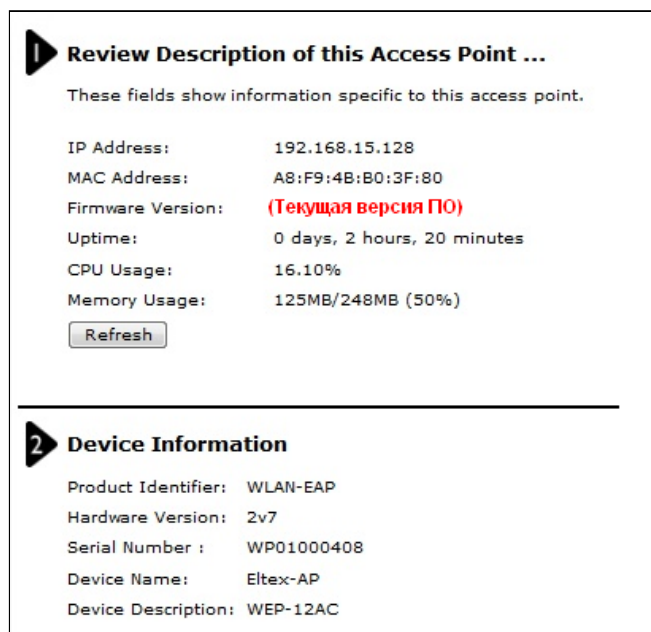 1 Review Description of this Access Point ...
These fields show information specific to this access point.
IP Address: 192.168.15.128
MAC Address: A8:F9:4B:B0:3F:80
Firmware Version: (Текущая версия ПО)
Uptime: 0 days, 2 hours, 20 minutes
CPU Usage: 16.10%
Memory Usage: 125MB/248MB (50%)
Refresh
2 Device Information
Product Identifier: WLAN-EAP
Hardware Version: 2v7
Serial Number : WP01000408
Device Name: Eltex-AP
Device Description: WEP-12AC